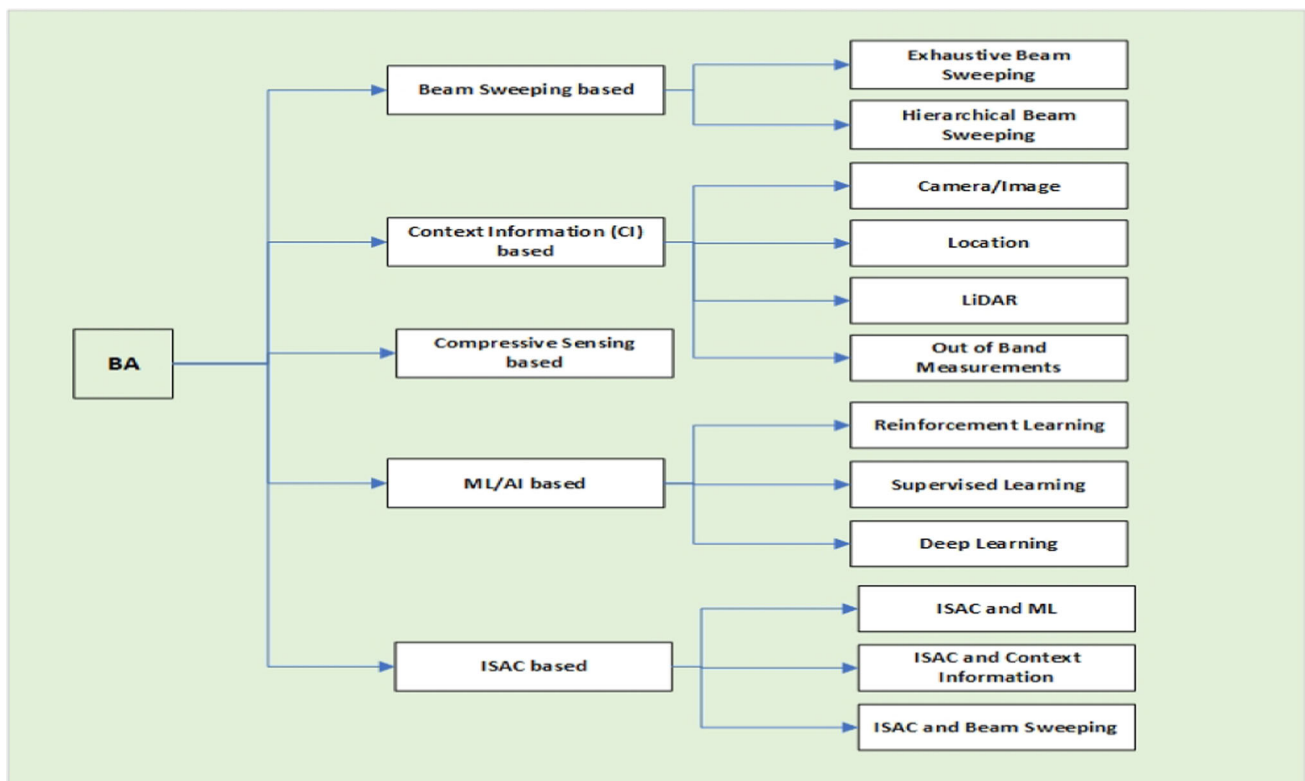 BA
Beam Sweeping based
Exhaustive Beam
Sweeping
Hierarchical Beam
Sweeping
Context Information (CI)
based
Camera/Image
Location
LiDAR
Out of Band
Measurements
Compressive Sensing
based
ML/AI based
Reinforcement Learning
Supervised Learning
Deep Learning
ISAC based
ISAC and ML
ISAC and Context
Information
ISAC and Beam Sweeping